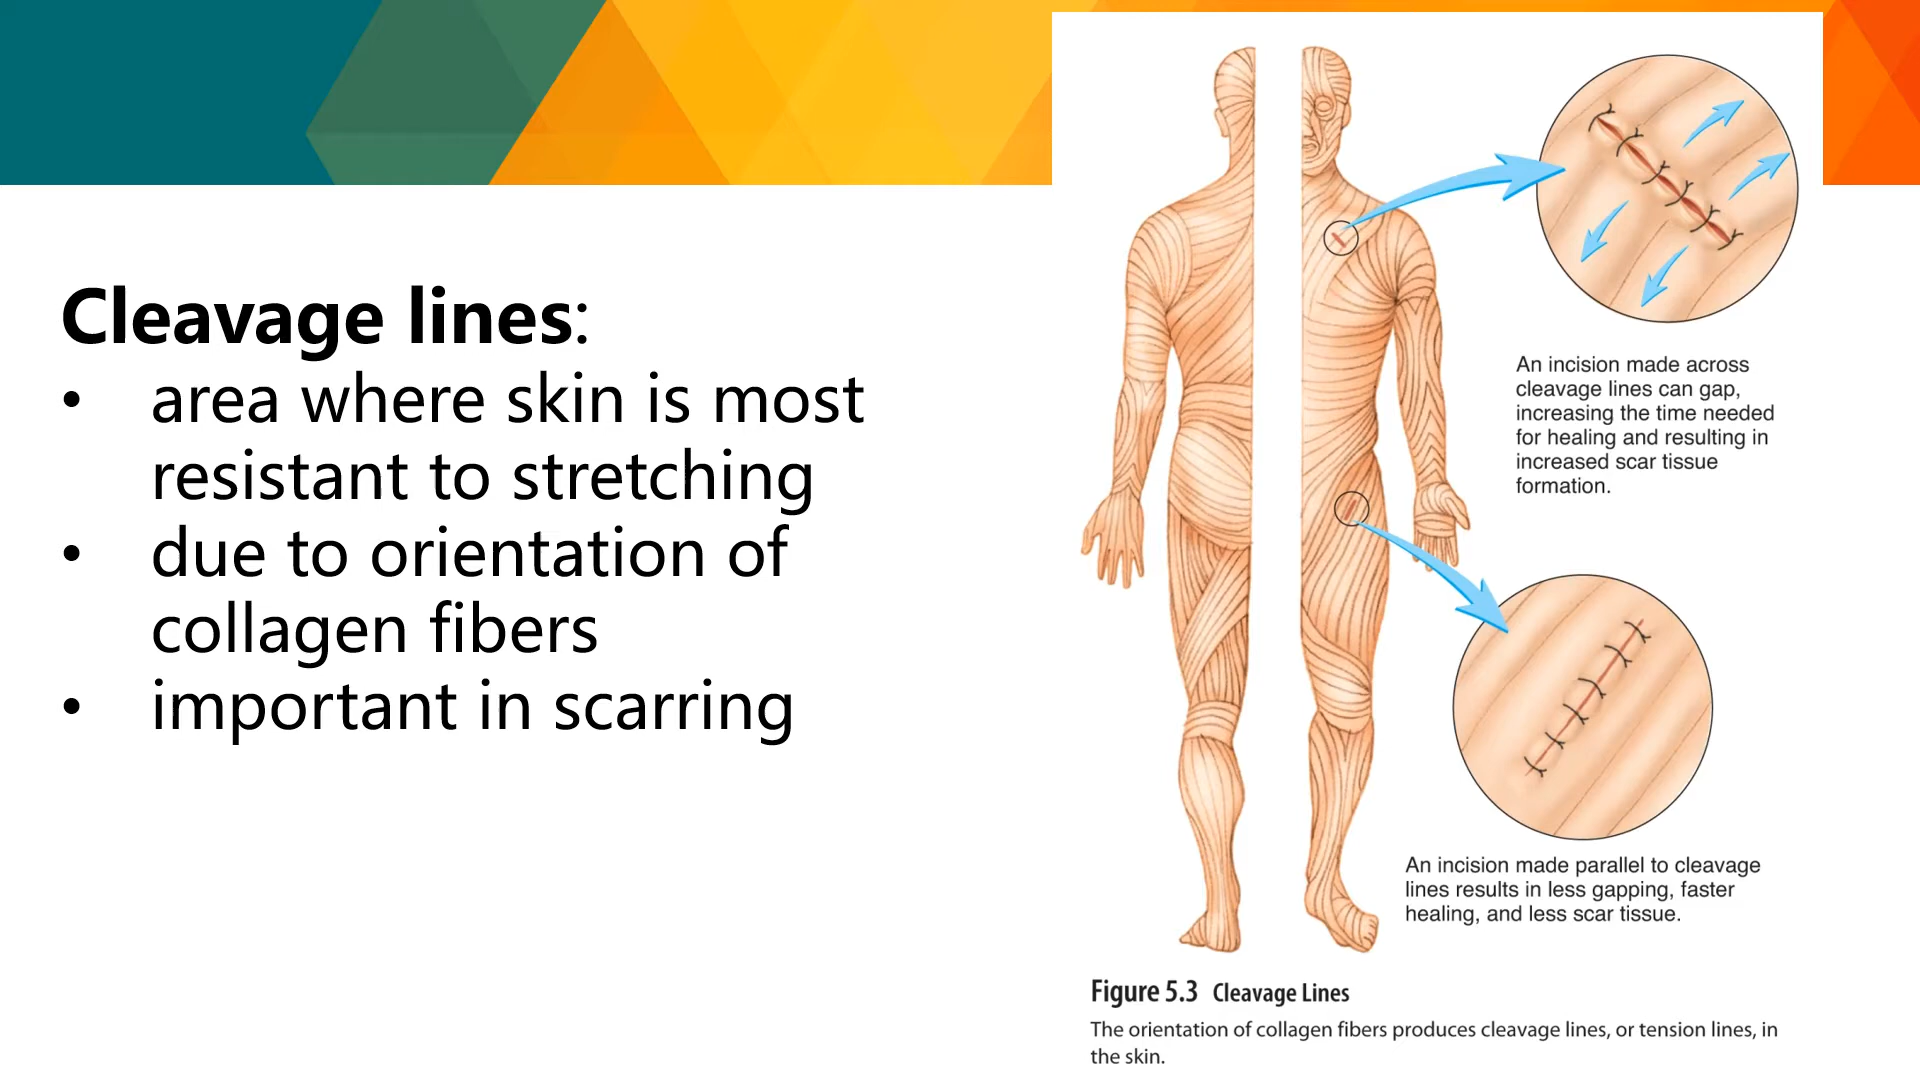 Cleavage lines:
• area where skin is most
resistant to stretching
• due to orientation of
collagen fibers
• important in scarring
An incision made across
cleavage lines can gap,
increasing the time needed
for healing and resulting in
increased scar tissue
formation.
An incision made parallel to cleavage
lines results in less gapping, faster
healing, and less scar tissue.
Figure 5.3 Cleavage Lines
The orientation of collagen fibers produces cleavage lines, or tension lines, in
the skin.